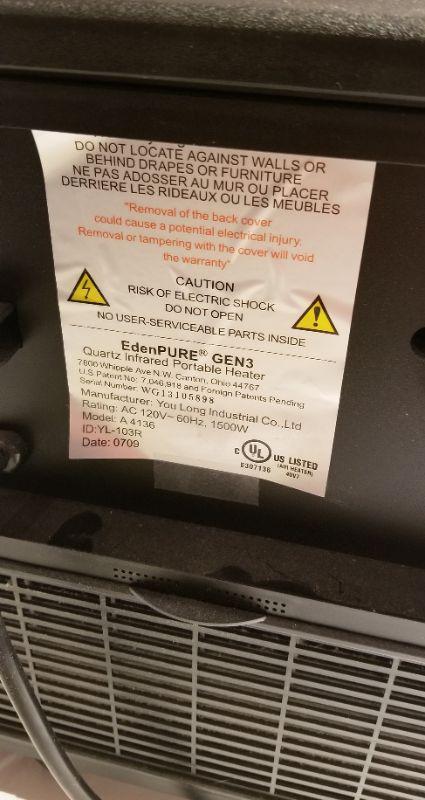 DO NOT LOCATE AGAINST WALLS OR
BEHIND DRAPES OR FURNITURE
NE PAS ADOSSER AU MUR OU PLACER
DERRIERE LES RIDEAUX OU LES MEUBLES
"Removal of the back cover
could cause a potential electrical injury.
Removal or tampering with the cover will void
the warranty"
CAUTION
RISK OF ELECTRIC SHOCK
DO NOT OPEN
NO USER-SERVICEABLE PARTS INSIDE
EdenPURE® GEN3
Quartz Infrared Portable Heater
7800 Whipple Ave N.W. Canton, Ohio 44767
U.S Patent No: 7,046,918 and Foreign Patents Pending
Serial Number: WG13105898
Manufacturer: You Long Industrial Co.,Ltd
Rating: AC 120V~ 60Hz, 1500W
Model: A 4136
ID:YL-103R
Date: 0709
C UL US LISTED
E307136
(AIR HEATER)
40V7